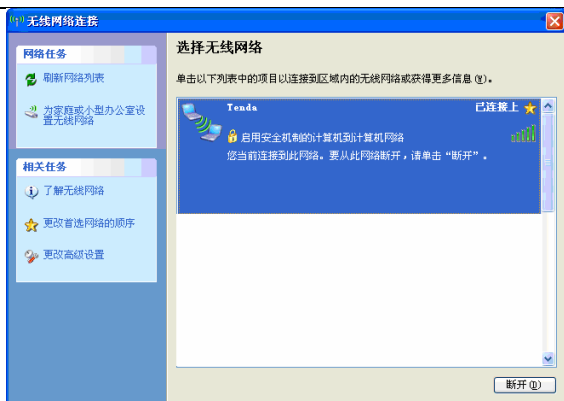 无线网络连接
网络任务
刷新网络列表
为家庭或小型办公室设
置无线网络
相关任务
了解无线网络
更改首选网络的顺序
更改高级设置
选择无线网络
单击以下列表中的项目以连接到区域内的无线网络或获得更多信息(W)。
Tenda
已连接上
启用安全机制的计算机到计算机网络
您当前连接到此网络。要从此网络断开，请单击“断开”。
断开(D)